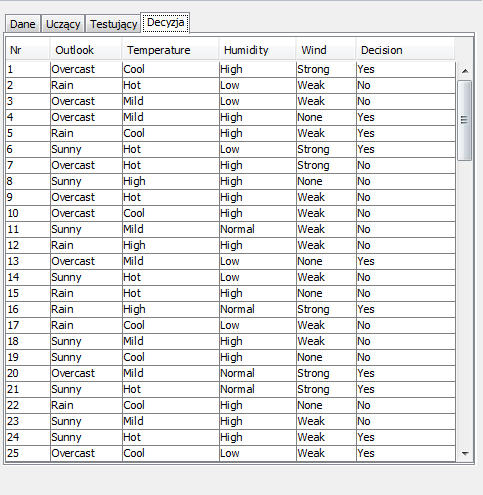 Dane Uczący Testujący Decyzja
Nr Outlook Temperature Humidity Wind Decision
1 Overcast Cool High Strong Yes
2 Rain Hot Low Weak No
3 Overcast Mild Low Weak No
4 Overcast Mild High None Yes
5 Rain Cool High Weak Yes
6 Sunny Hot Low Strong Yes
7 Overcast Hot High Strong No
8 Sunny High High None No
9 Overcast Hot High Weak No
10 Overcast Cool High Weak No
11 Sunny Mild Normal Weak No
12 Rain High High Weak No
13 Overcast Mild Low None Yes
14 Sunny Hot Low Weak No
15 Rain Hot High None No
16 Rain High Normal Strong Yes
17 Rain Cool Low Weak No
18 Sunny Mild High Weak No
19 Sunny Cool High None No
20 Overcast Mild Normal Strong Yes
21 Sunny Hot Normal Strong Yes
22 Rain Cool High None No
23 Sunny Mild High Weak No
24 Sunny Hot High Weak Yes
25 Overcast Cool Low Weak Yes